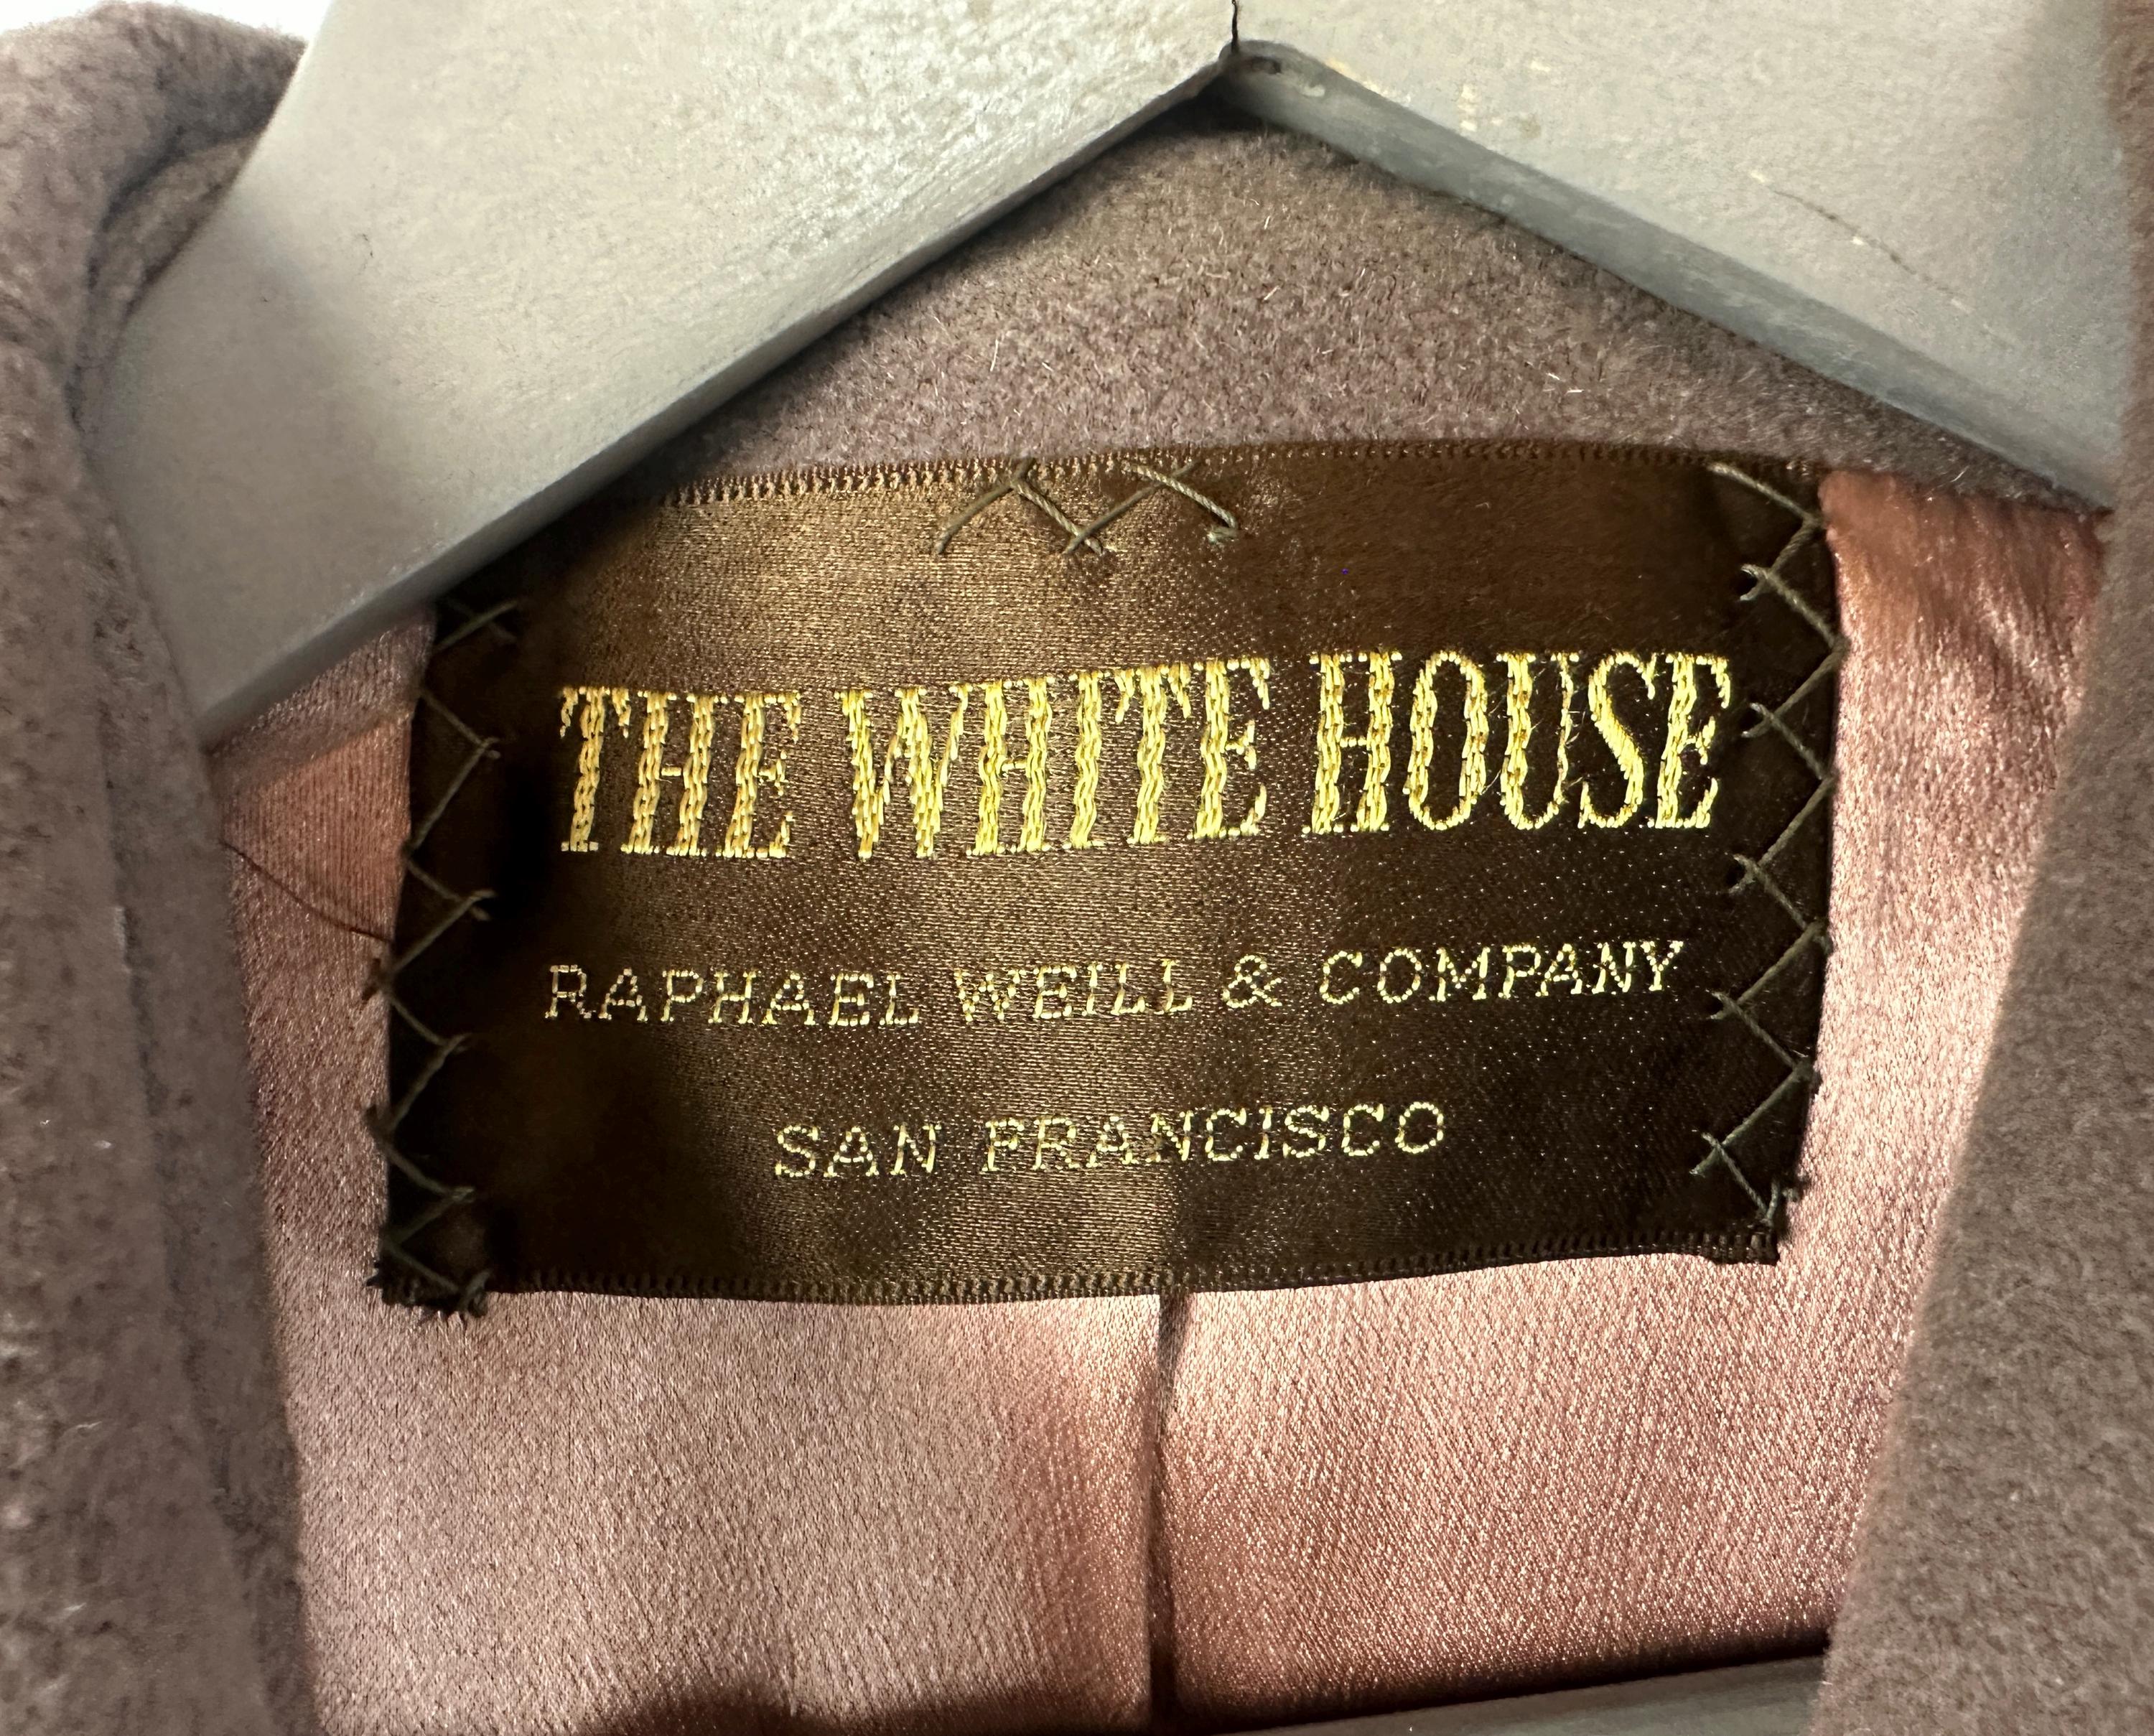 THE WHITE HOUSE
RAPHAEL WEILL & COMPANY
SAN FRANCISCO